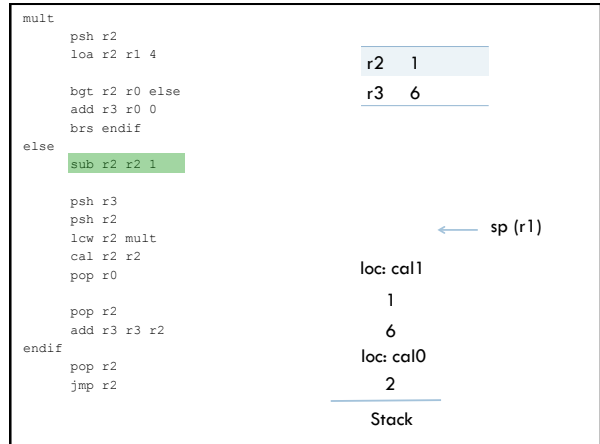 mult
psh r2
loa r2 r1 4
bgt r2 r0 else
add r3 r0 0
brs endif
else
sub r2 r2 1
psh r3
psh r2
lcw r2 mult
cal r2 r2
pop r0
pop r2
add r3 r3 r2
endif
pop r2
jmp r2
r2 1
r3 6
sp (r1)
loc: cal1
1
6
loc: cal0
2
Stack